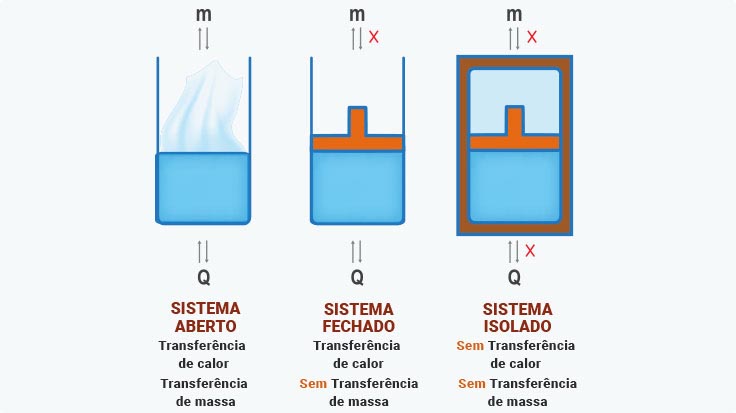 m
m
X
m
X
X
Q
Q
Q
SISTEMA
ABERTO
Transferência
de calor
Transferência
de massa
SISTEMA
FECHADO
Transferência
de calor
Sem Transferência
de massa
SISTEMA
ISOLADO
Sem Transferência
de calor
Sem Transferência
de massa